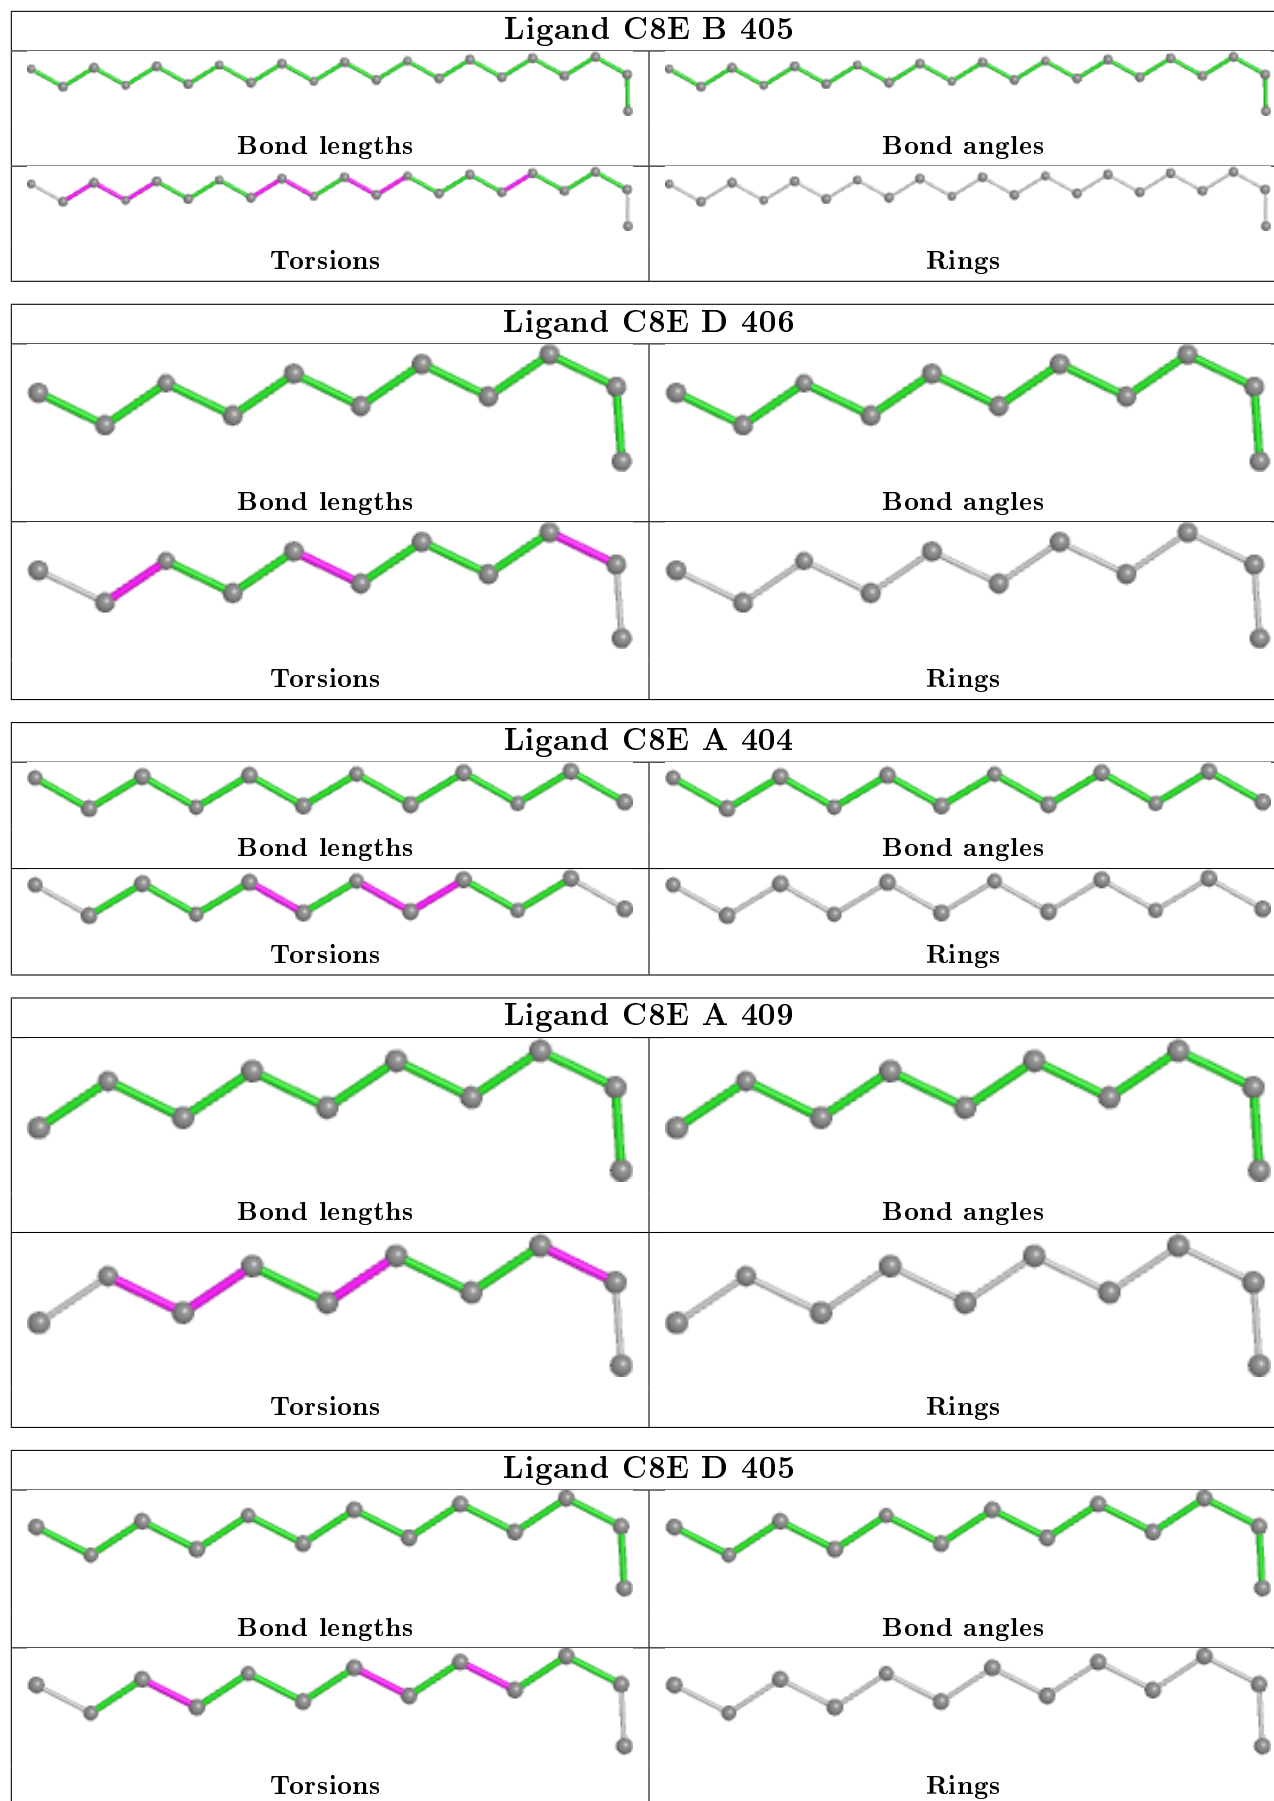 Ligand C8E B 405
Bond lengths
Bond angles
Torsions
Rings
Ligand C8E D 406
Bond lengths
Bond angles
Torsions
Rings
Ligand C8E A 404
Bond lengths
Bond angles
Torsions
Rings
Ligand C8E A 409
Bond lengths
Bond angles
Torsions
Rings
Ligand C8E D 405
Bond lengths
Bond angles
Torsions
Rings